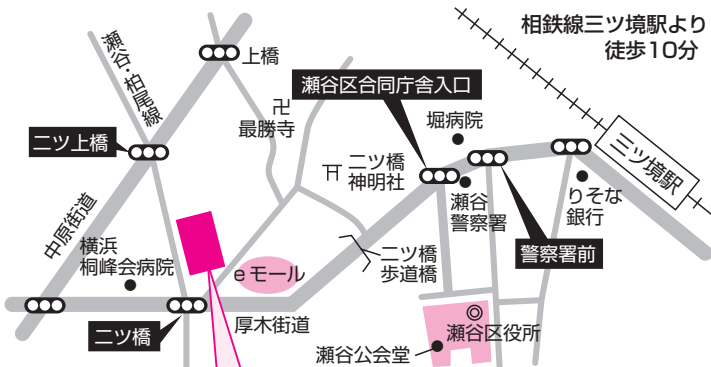 相鉄線三ツ境駅より
徒歩10分
瀬谷・柏尾線
上橋
瀬谷区合同庁舎入口
卍
最勝寺
堀病院
二ツ上橋
二ツ橋
神明社
三ツ境駅
瀬谷
警察署
りそな
銀行
中原街道
横浜
桐峰会病院
eモール
二ツ橋
歩道橋
警察署前
二ツ橋
厚木街道
瀬谷区役所
瀬谷公会堂